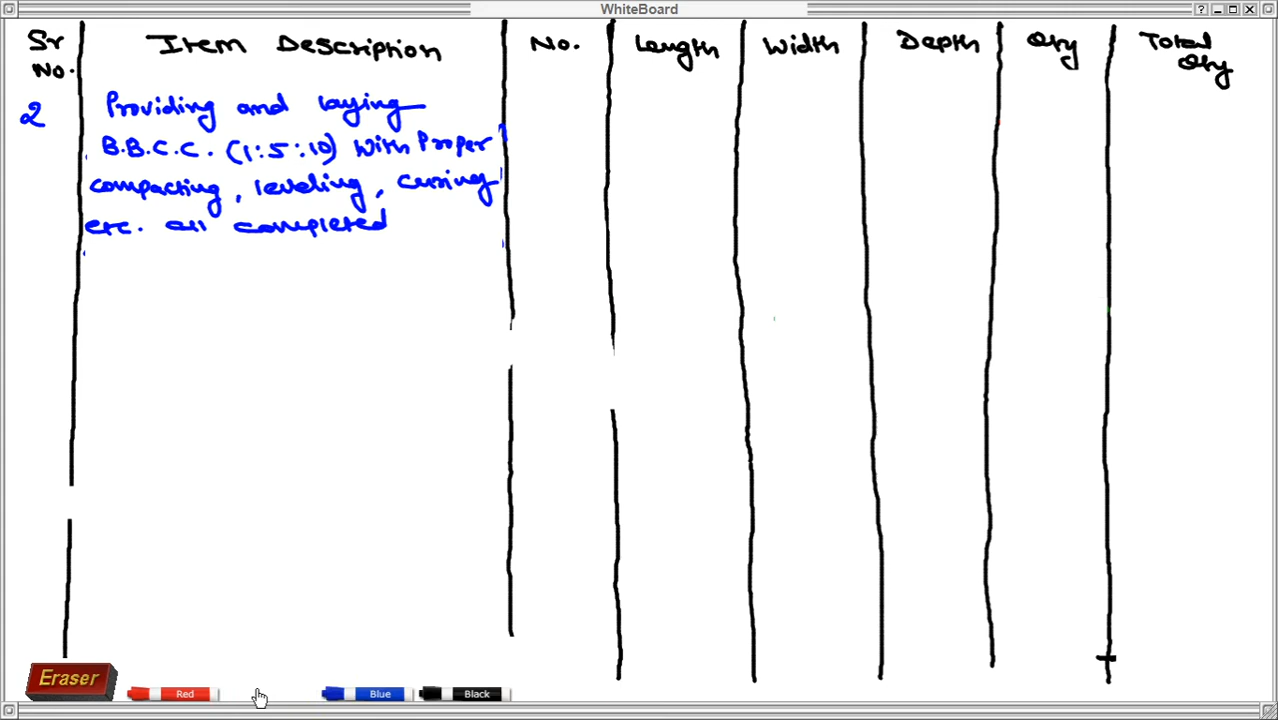 WhiteBoard
Sr No.
Item Description
No.
Length
Width
Depth
Qty
Total Qty
2
Providing and laying
B.B.C.C. (1:5:10) With Proper
compacting, leveling, curing
etc. all completed
Eraser
Red
Blue
Black